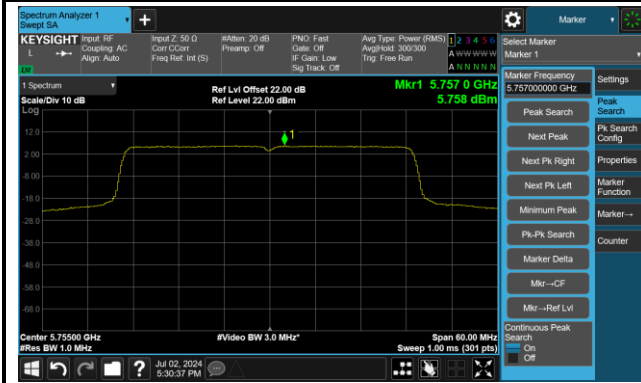 Spectrum Analyzer 1
Swept SA
Marker
KEYSIGHT
L
Input: RF
Coupling: AC
Align: Auto
Input Z: 50 Ω
Corr CCorr
Freq Ref: Int (S)
#Atten: 20 dB
Preamp: Off
PNO: Fast
Gate: Off
IF Gain: Low
Sig Track: Off
Avg Type: Power (RMS)
Avg|Hold: 300/300
Trig: Free Run
1 2 3 4 5 6
A W W W W W
A N N N N N
Select Marker
Marker 1
1 Spectrum
Scale/Div 10 dB
Log
Ref Lvl Offset 22.00 dB
Ref Level 22.00 dBm
Mkr1 5.757 0 GHz
5.758 dBm
1
12.0
2.00
-8.00
-18.0
-28.0
-38.0
-48.0
-58.0
-68.0
Center 5.75500 GHz
#Res BW 1.0 MHz
#Video BW 3.0 MHz*
Span 60.00 MHz
Sweep 1.00 ms (301 pts)
Marker Frequency
5.757000000 GHz
Peak Search
Next Peak
Next Pk Right
Next Pk Left
Minimum Peak
Pk-Pk Search
Marker Delta
Mkr→CF
Mkr→Ref Lvl
Continuous Peak
Search
On
Off
Settings
Peak
Search
Pk Search
Config
Properties
Marker
Function
Marker→
Counter
Jul 02, 2024
5:30:37 PM